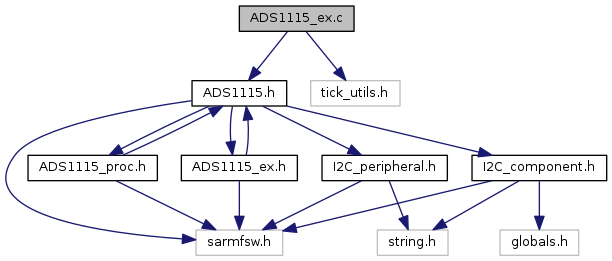 ADS1115_ex.c
ADS1115.h
tick_utils.h
ADS1115_proc.h
ADS1115_ex.h
I2C_peripheral.h
I2C_component.h
sarmfsw.h
string.h
globals.h